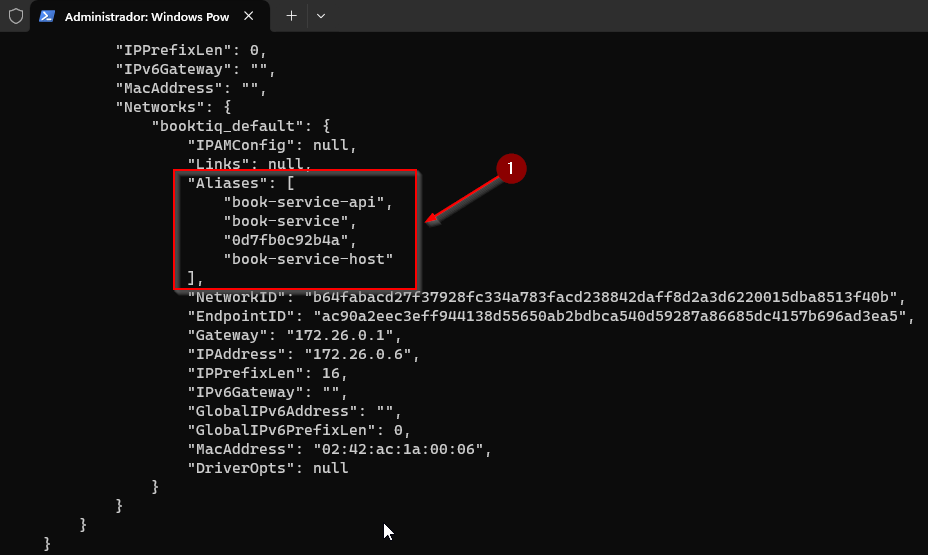 Administrador: Windows Pow
"IPPrefixLen": 0,
"IPv6Gateway": "",
"MacAddress": "",
"Networks": {
"booktiq_default": {
"IPAMConfig": null,
"Links": null,
"Aliases": [
"book-service-api",
"book-service",
"0d7fb0c92b4a",
"book-service-host"
],
1
"NetworkID": "b64fabacd27f37928fc334a783facd238842daff8d2a3d6220015dba8513f40b",
"EndpointID": "ac90a2eec3eff944138d55650ab2bdbca540d59287a86685dc4157b696ad3ea5",
"Gateway": "172.26.0.1",
"IPAddress": "172.26.0.6",
"IPPrefixLen": 16,
"IPv6Gateway": "",
"GlobalIPv6Address": "",
"GlobalIPv6PrefixLen": 0,
"MacAddress": "02:42:ac:1a:00:06",
"DriverOpts": null
}
}
}
}